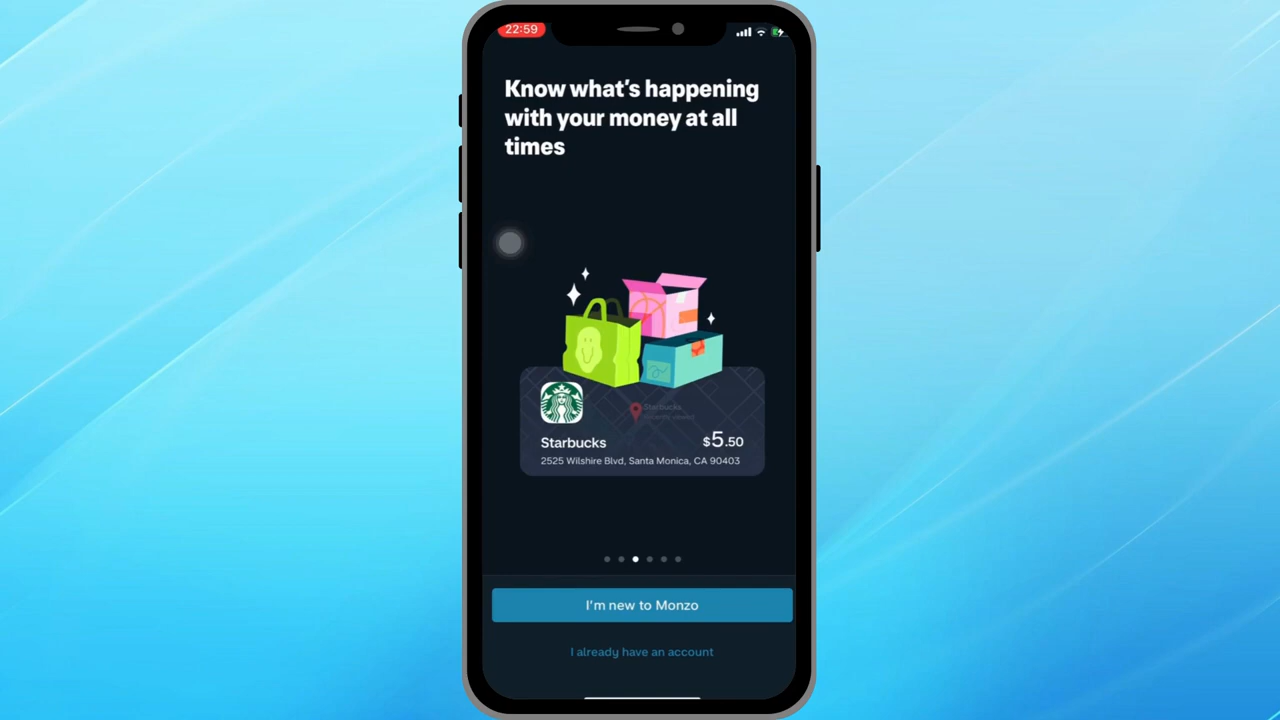 22:59
Know what's happening
with your money at all
times
Starbucks
Starbucks
$5.50
2525 Wilshire Blvd, Santa Monica, CA 90403
I'm new to Monzo
I already have an account